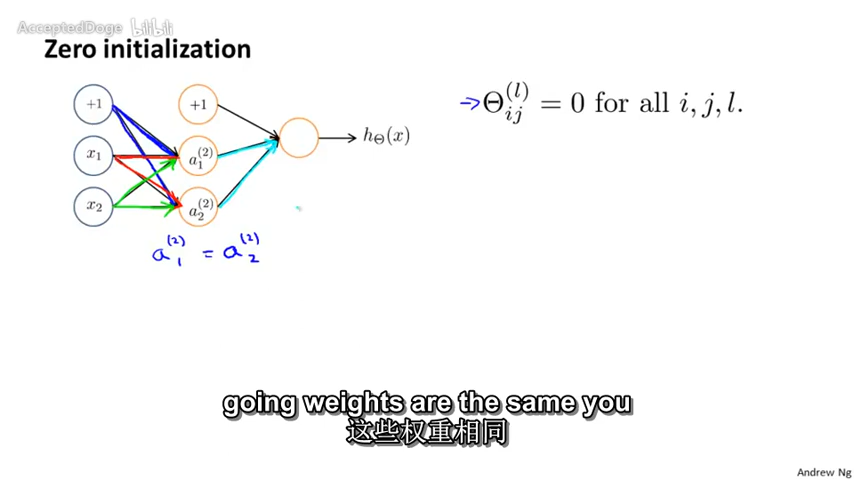 AcceptedDoge bilibili
Zero initialization
+1
+1
x₁
a₁⁽²⁾
x₂
a₂⁽²⁾
h_Θ(x)
→ Θᵢⱼ⁽ˡ⁾ = 0 for all i, j, l.
a₁⁽²⁾ = a₂⁽²⁾
going weights are the same you
这些权重相同
Andrew Ng